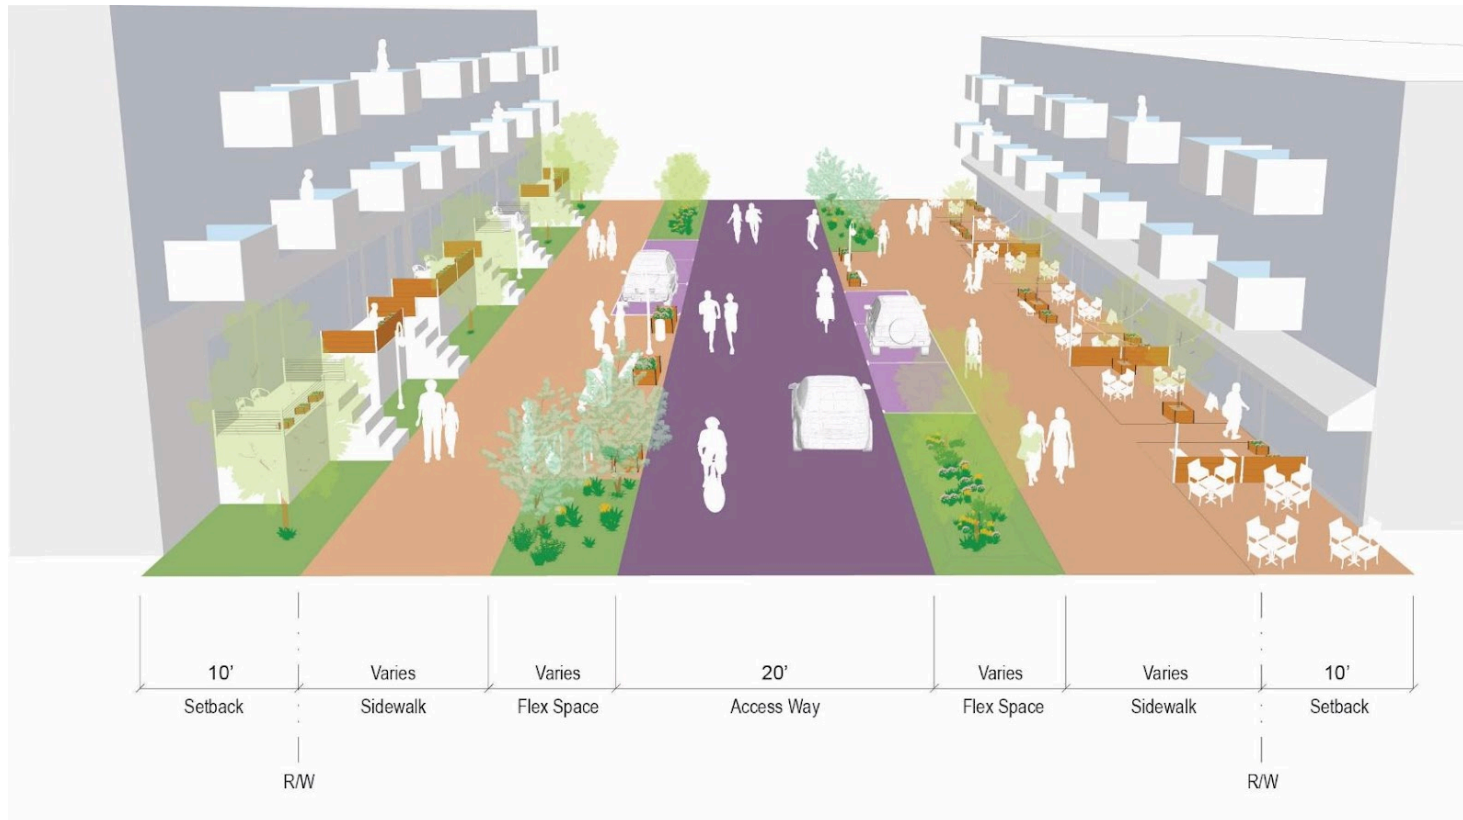 10’ Varies Varies 20’ Varies Varies 10’
Setback Sidewalk Flex Space Access Way Flex Space Sidewalk Setback
R/W R/W